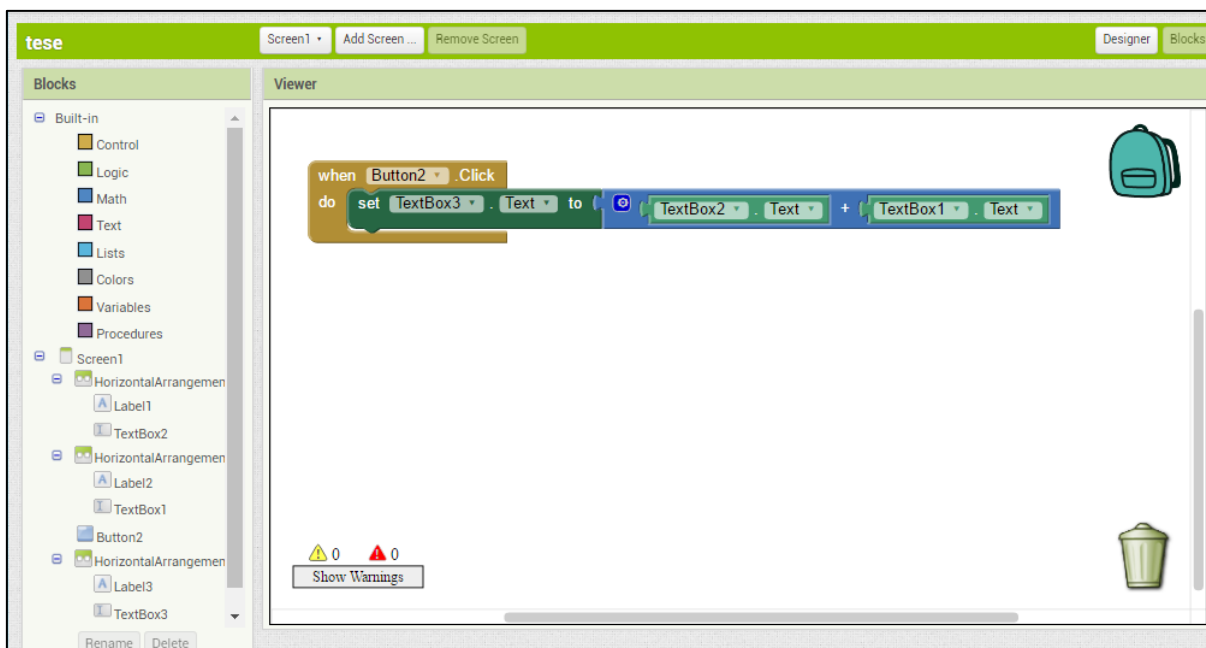 tese
Screen1
Add Screen ...
Remove Screen
Designer
Blocks
Blocks
Built-in
Control
Logic
Math
Text
Lists
Colors
Variables
Procedures
Screen1
HorizontalArrangemen
Label1
TextBox2
HorizontalArrangemen
Label2
TextBox1
Button2
HorizontalArrangemen
Label3
TextBox3
Rename Delete
Viewer
when Button2 .Click
do set TextBox3 . Text to TextBox2 . Text + TextBox1 . Text
0 0
Show Warnings